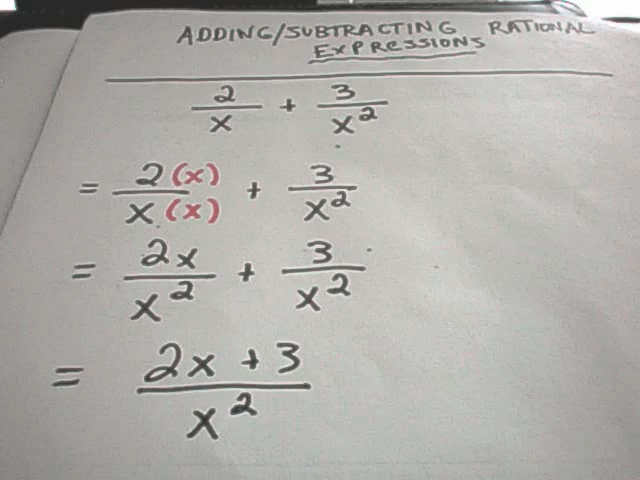 ADDING/SUBTRACTING RATIONAL
EXPRESSIONS
2/x + 3/x²
= 2(x)/x(x) + 3/x²
= 2x/x² + 3/x²
= 2x + 3/x²